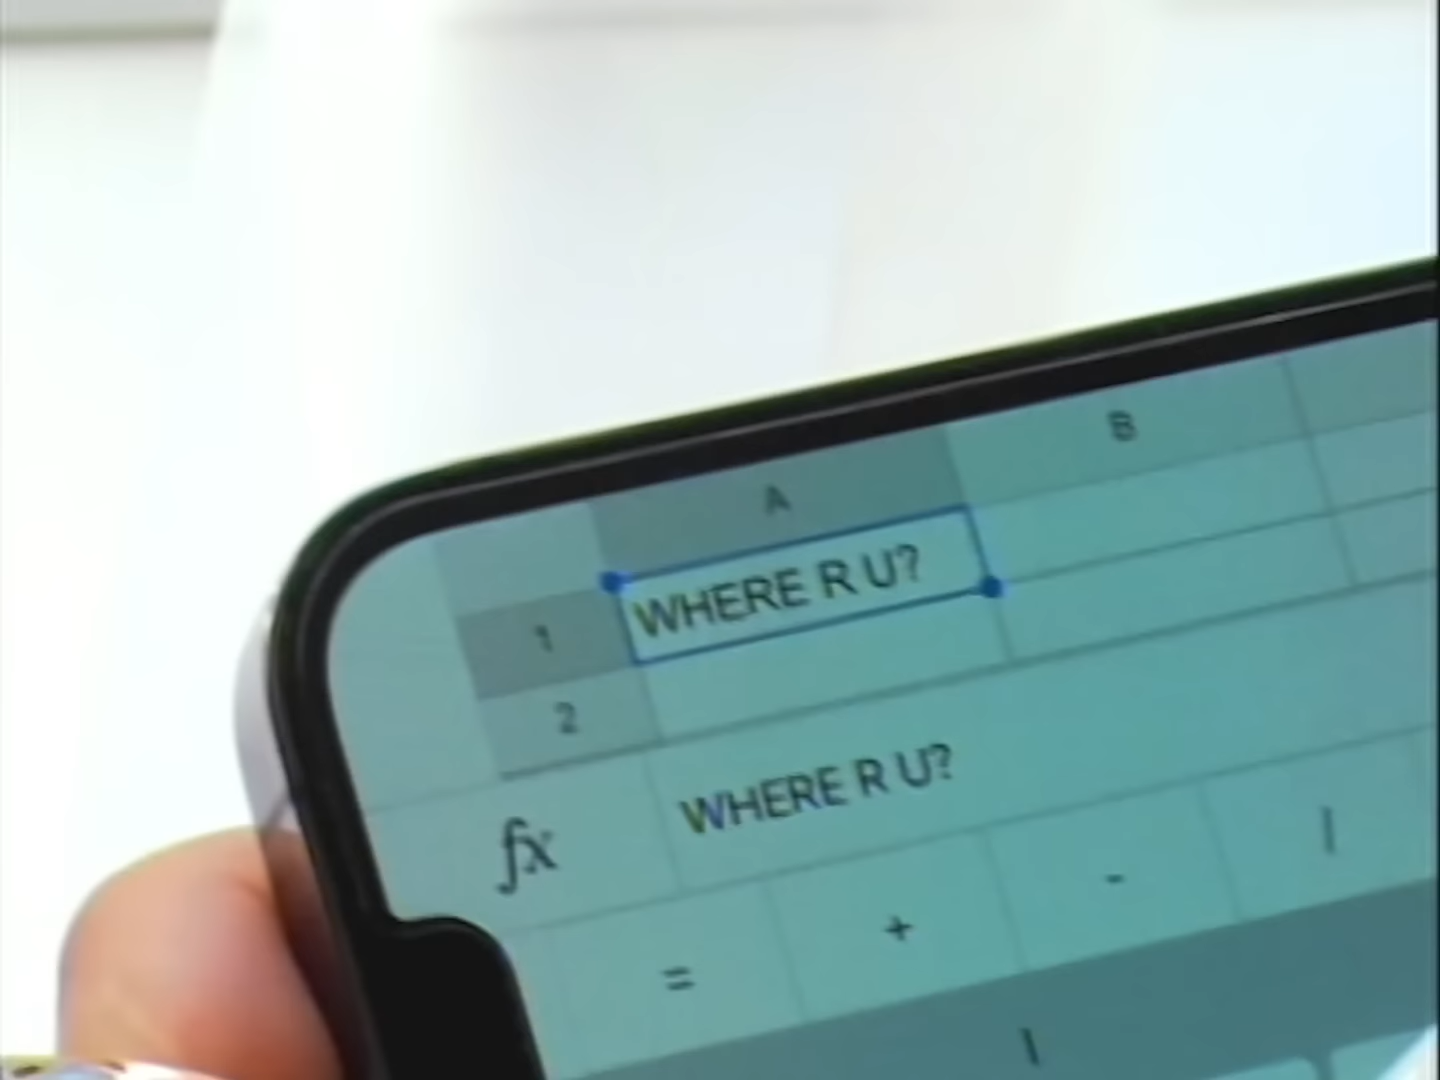 A B
1 WHERE R U?
2
fx WHERE R U?
= + - /